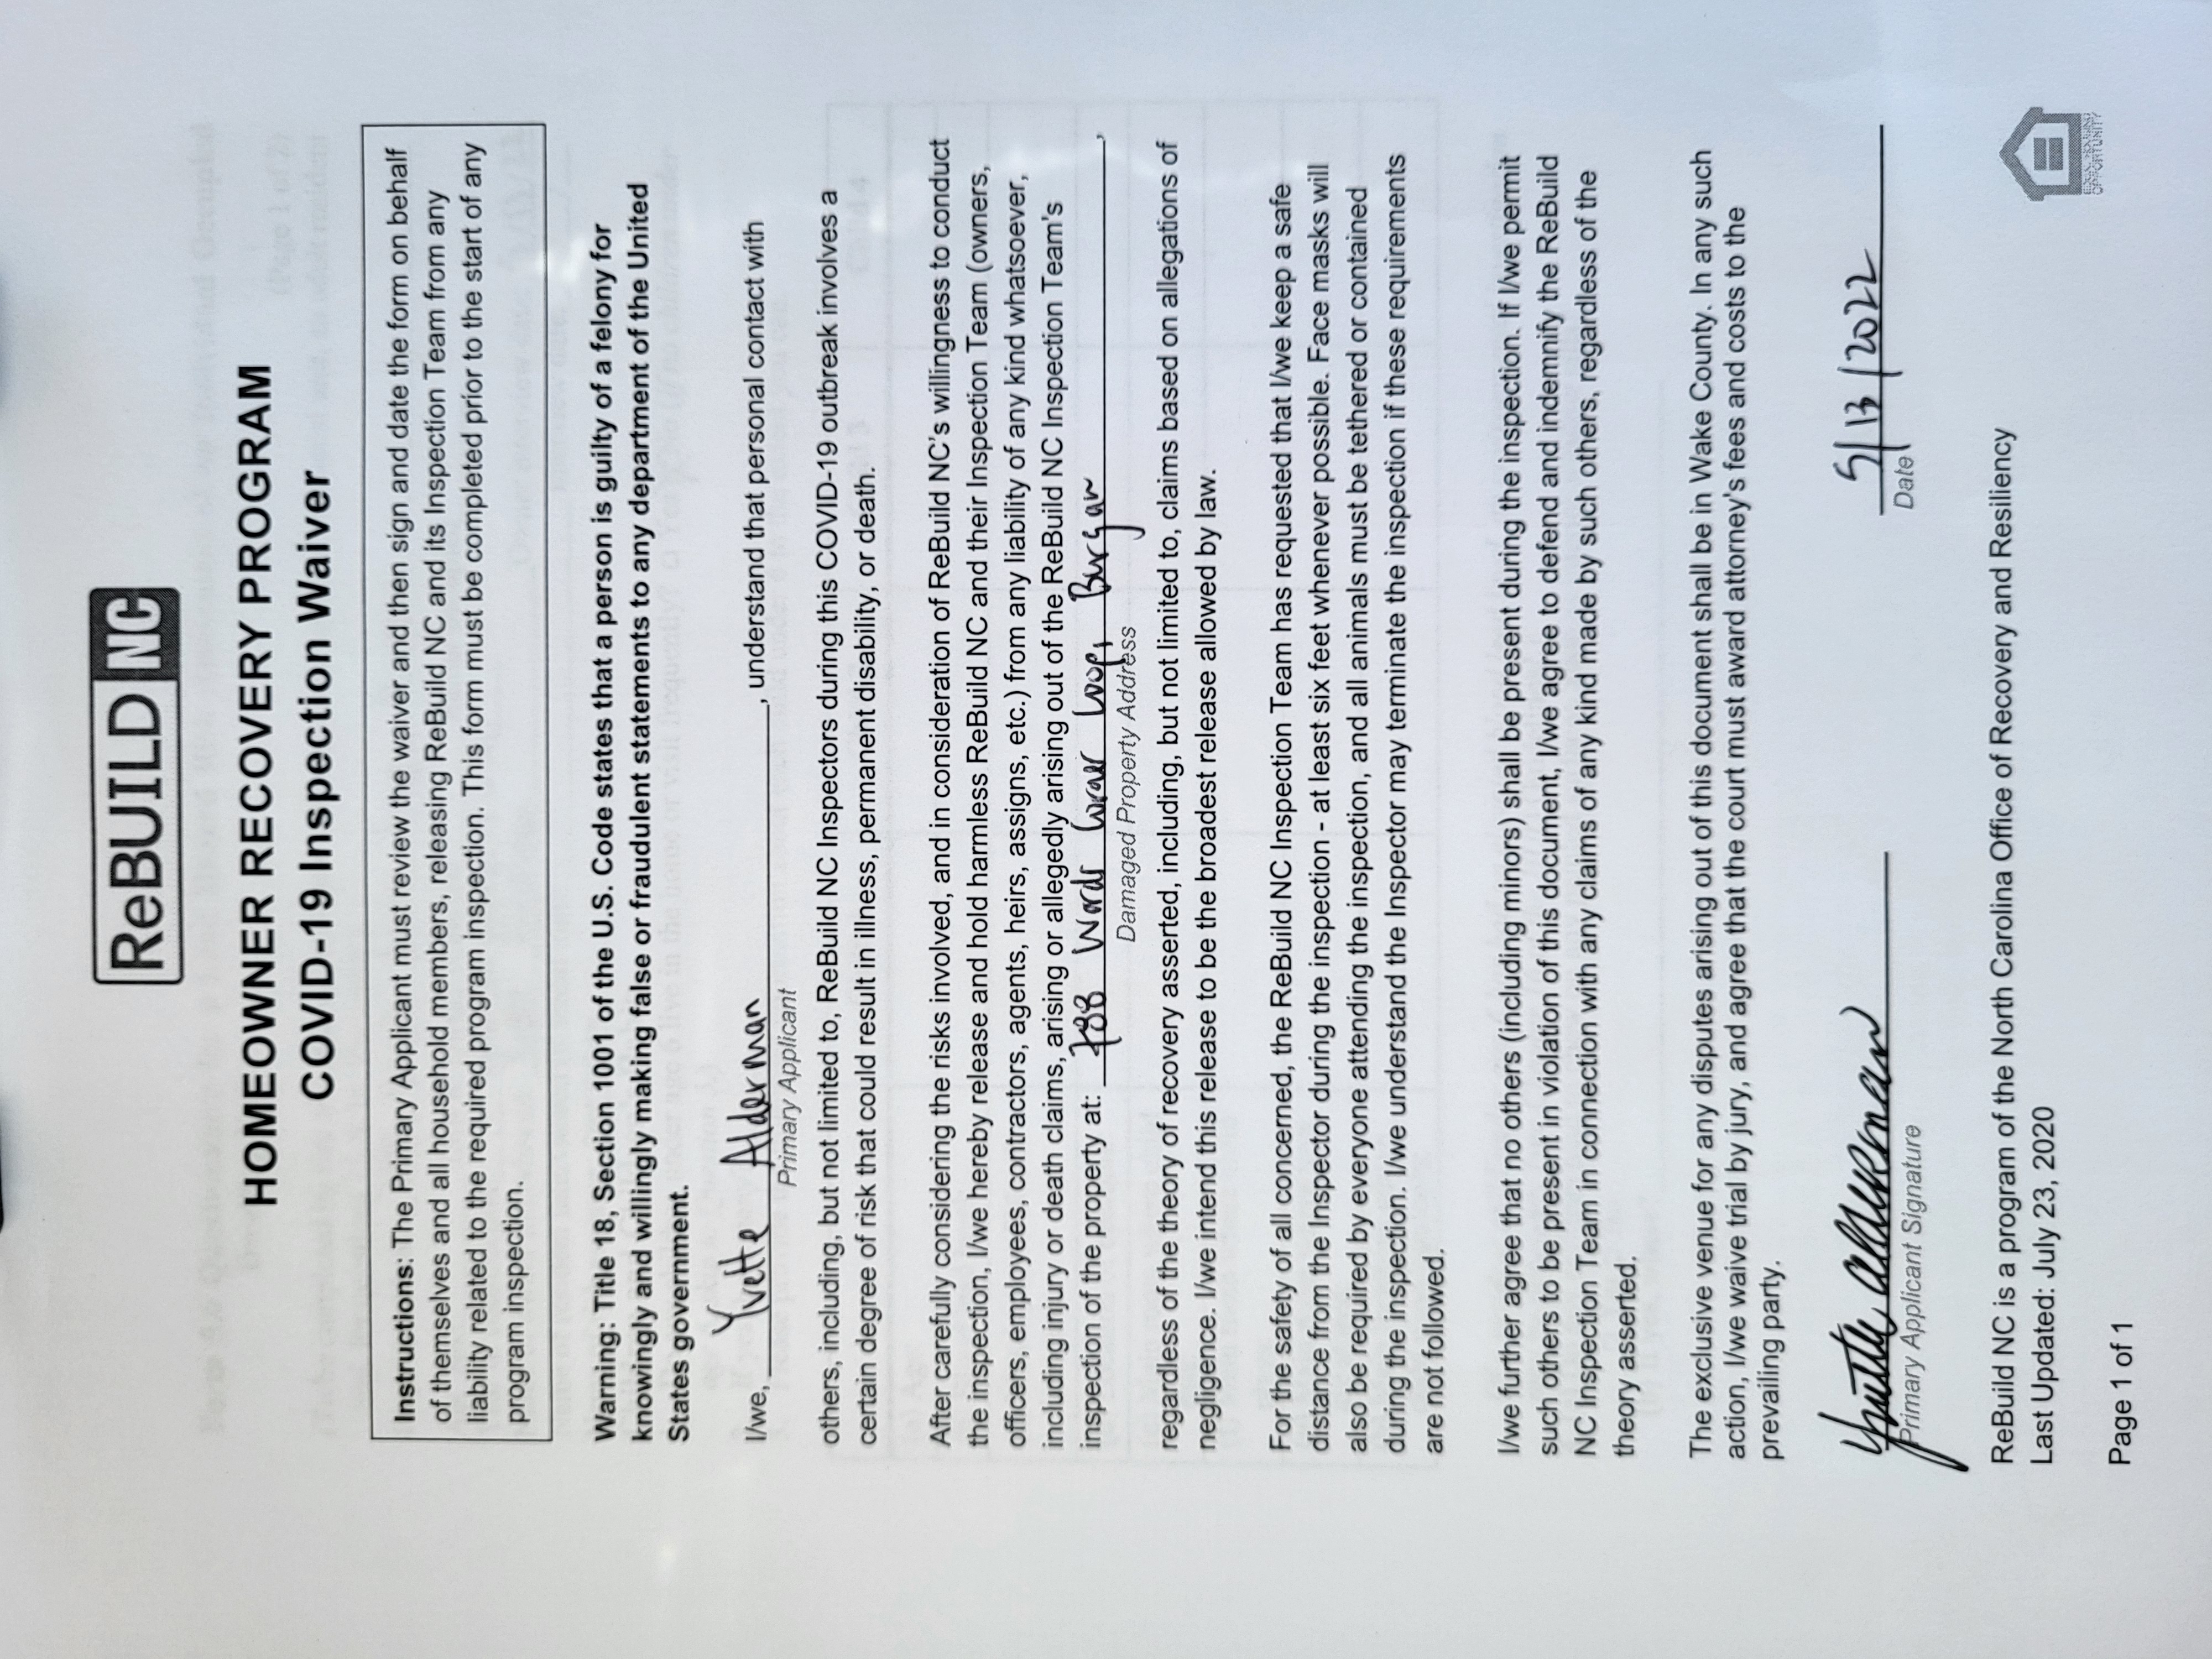 ReBUILD NC
HOMEOWNER RECOVERY PROGRAM
COVID-19 Inspection Waiver
Instructions: The Primary Applicant must review the waiver and then sign and date the form on behalf
of themselves and all household members, releasing ReBuild NC and its Inspection Team from any
liability related to the required program inspection. This form must be completed prior to the start of any
program inspection.
Warning: Title 18, Section 1001 of the U.S. Code states that a person is guilty of a felony for
knowingly and willingly making false or fraudulent statements to any department of the United
States government.
I/we, Yvette Alderman, understand that personal contact with
Primary Applicant
others, including, but not limited to, ReBuild NC Inspectors during this COVID-19 outbreak involves a
certain degree of risk that could result in illness, permanent disability, or death.
After carefully considering the risks involved, and in consideration of ReBuild NC's willingness to conduct
the inspection, I/we hereby release and hold harmless ReBuild NC and their Inspection Team (owners,
officers, employees, contractors, agents, heirs, assigns, etc.) from any liability of any kind whatsoever,
including injury or death claims, arising or allegedly arising out of the ReBuild NC Inspection Team's
inspection of the property at: 788 Wards Corner Loop, Burgaw,
Damaged Property Address
regardless of the theory of recovery asserted, including, but not limited to, claims based on allegations of
negligence. I/we intend this release to be the broadest release allowed by law.
For the safety of all concerned, the ReBuild NC Inspection Team has requested that I/we keep a safe
distance from the Inspector during the inspection - at least six feet whenever possible. Face masks will
also be required by everyone attending the inspection, and all animals must be tethered or contained
during the inspection. I/we understand the Inspector may terminate the inspection if these requirements
are not followed.
I/we further agree that no others (including minors) shall be present during the inspection. If I/we permit
such others to be present in violation of this document, I/we agree to defend and indemnify the ReBuild
NC Inspection Team in connection with any claims of any kind made by such others, regardless of the
theory asserted.
The exclusive venue for any disputes arising out of this document shall be in Wake County. In any such
action, I/we waive trial by jury, and agree that the court must award attorney's fees and costs to the
prevailing party.
Yvette Alderman 5/13/2022
Primary Applicant Signature Date
ReBuild NC is a program of the North Carolina Office of Recovery and Resiliency
Last Updated: July 23, 2020
EQUAL HOUSING
OPPORTUNITY
Page 1 of 1